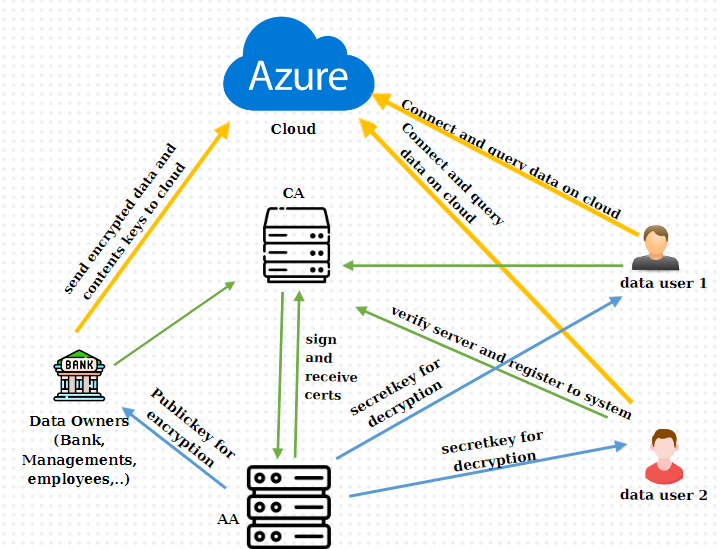 Azure
Cloud
Connect and query data on cloud
Connect and query
data on cloud
send encrypted data and
contents keys to cloud
CA
data user 1
verify server and register to system
sign
and
receive
certs
BANK
secretkey for
decryption
Publickey for
encryption
Data Owners
(Bank,
Managements,
employees,..)
secretkey for
decryption
data user 2
AA